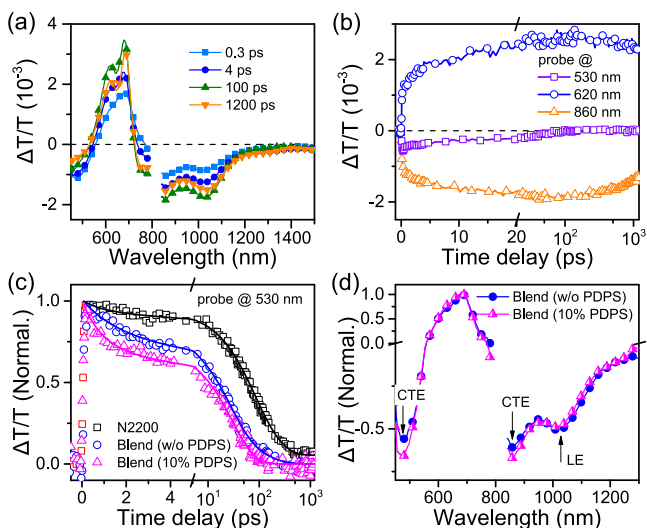 (a)
ΔT/T (10⁻³)
4
2
0
-2
600 800 1000 1200 1400
Wavelength (nm)
0.3 ps
4 ps
100 ps
1200 ps
(b)
ΔT/T (10⁻³)
2
0
-2
0 10 20 10² 10³
Time delay (ps)
probe @
530 nm
620 nm
860 nm
(c)
probe @ 530 nm
ΔT/T (Normal.)
1.0
0.5
0.0
0 2 4 10¹ 10² 10³
Time delay (ps)
N2200
Blend (w/o PDPS)
Blend (10% PDPS)
(d)
ΔT/T (Normal.)
1.0
0.5
0.0
-0.5
600 800 1000 1200
Wavelength (nm)
Blend (w/o PDPS)
Blend (10% PDPS)
CTE
CTE
LE